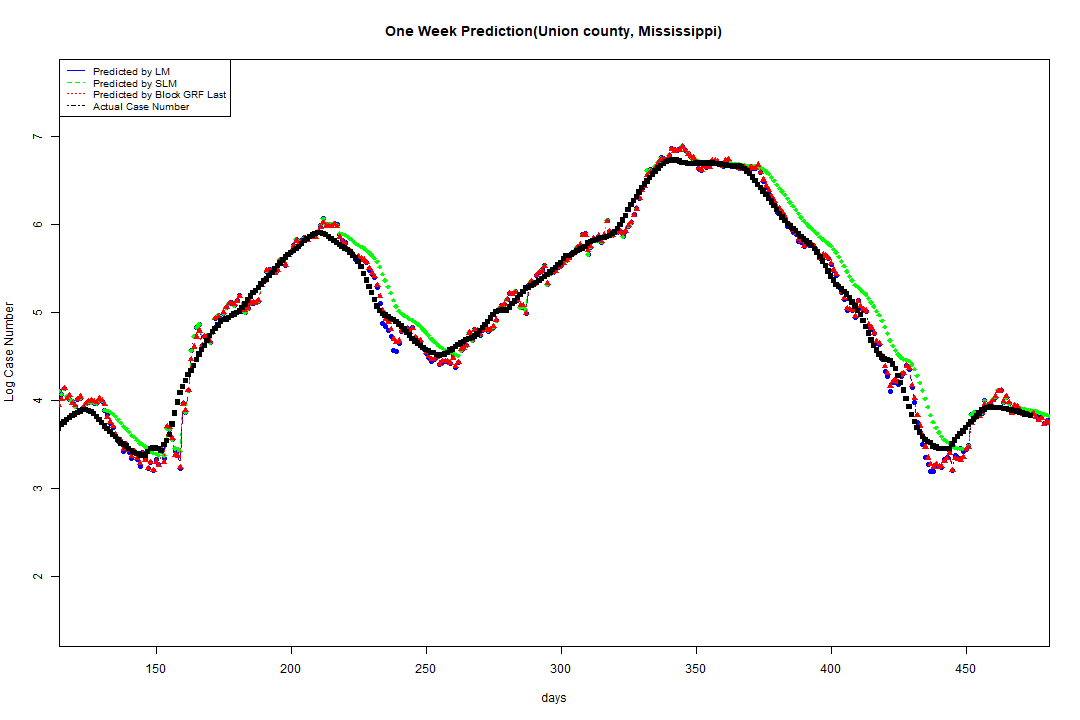 One Week Prediction(Union county, Mississippi)
Predicted by LM
Predicted by SLM
Predicted by Block GRF Last
Actual Case Number
7
6
5
4
3
2
Log Case Number
150 200 250 300 350 400 450
days